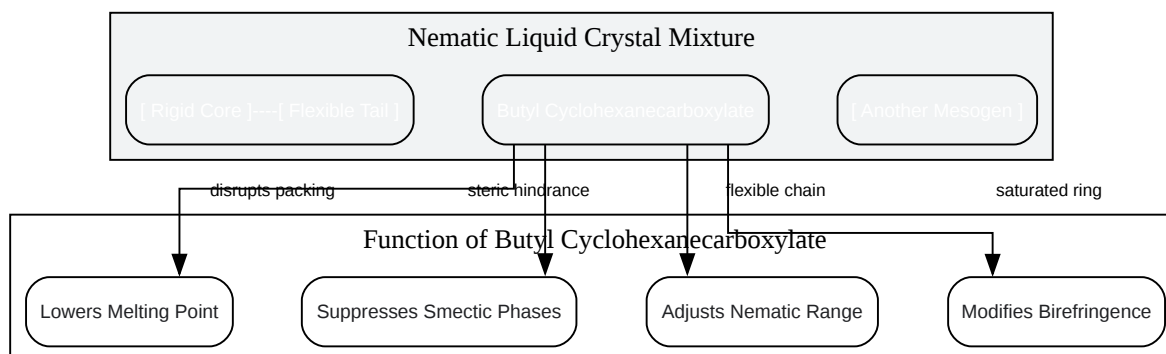 Nematic Liquid Crystal Mixture
[ Rigid Core ]----[ Flexible Tail ]
Butyl Cyclohexanecarboxylate
[ Another Mesogen ]
disrupts packing
steric hindrance
flexible chain
saturated ring
Function of Butyl Cyclohexanecarboxylate
Lowers Melting Point
Suppresses Smectic Phases
Adjusts Nematic Range
Modifies Birefringence